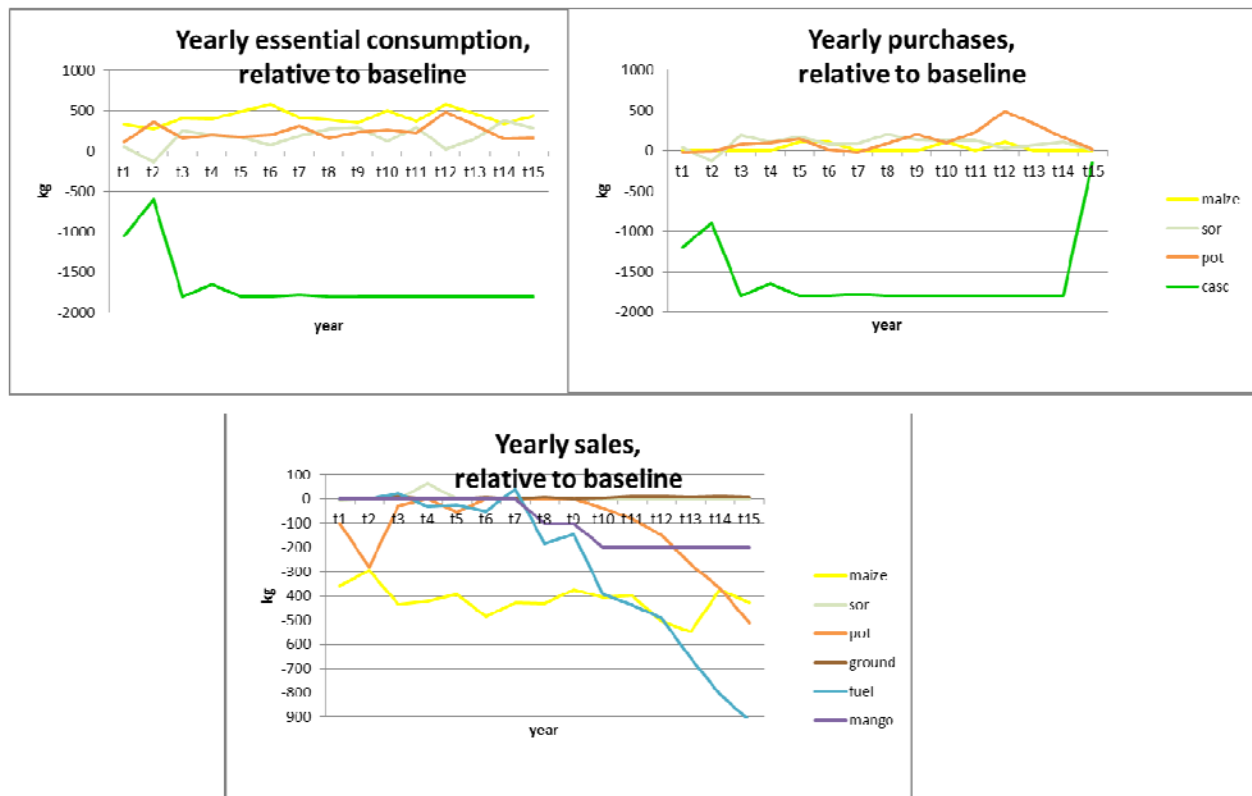 Yearly essential consumption,
relative to baseline
1000
500
0
-500
-1000
-1500
-2000
kg
t1 t2 t3 t4 t5 t6 t7 t8 t9 t10 t11 t12 t13 t14 t15
year
Yearly purchases,
relative to baseline
1000
500
0
-500
-1000
-1500
-2000
kg
t1 t2 t3 t4 t5 t6 t7 t8 t9 t10 t11 t12 t13 t14 t15
year
maize
sor
pot
casc
Yearly sales,
relative to baseline
100
0
-100
-200
-300
400
-500
600
-700
-800
900
kg
t1 t2 t3 t4 t5 t6 t7 t8 t9 t10 t11 t12 t13 t14 t15
year
maize
sor
pot
ground
fuel
mango